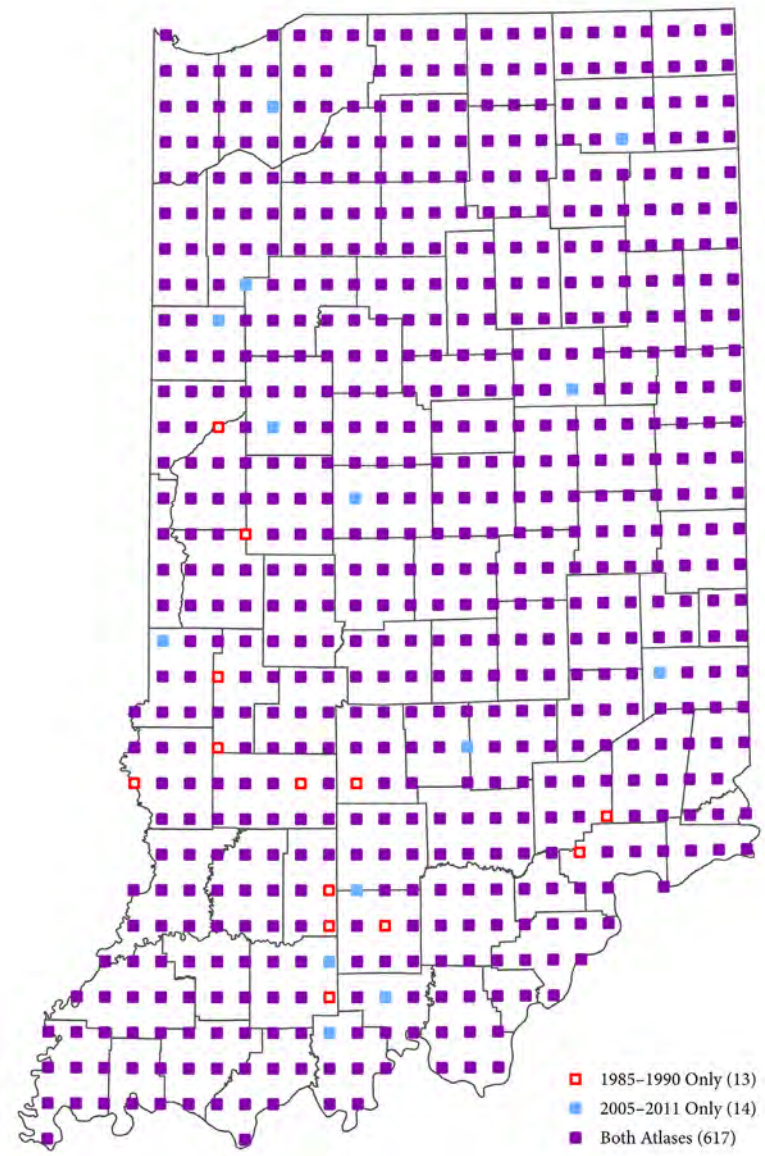 1985–1990 Only (13)
2005–2011 Only (14)
Both Atlases (617)